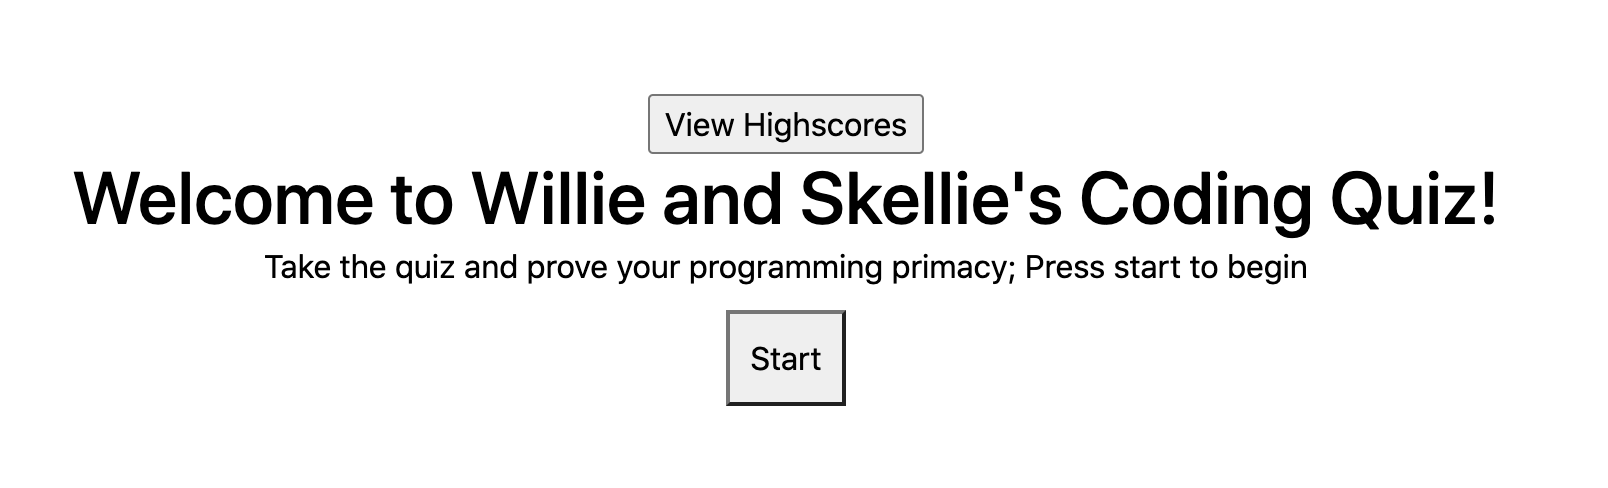 View Highscores
Welcome to Willie and Skellie's Coding Quiz!
Take the quiz and prove your programming primacy; Press start to begin
Start